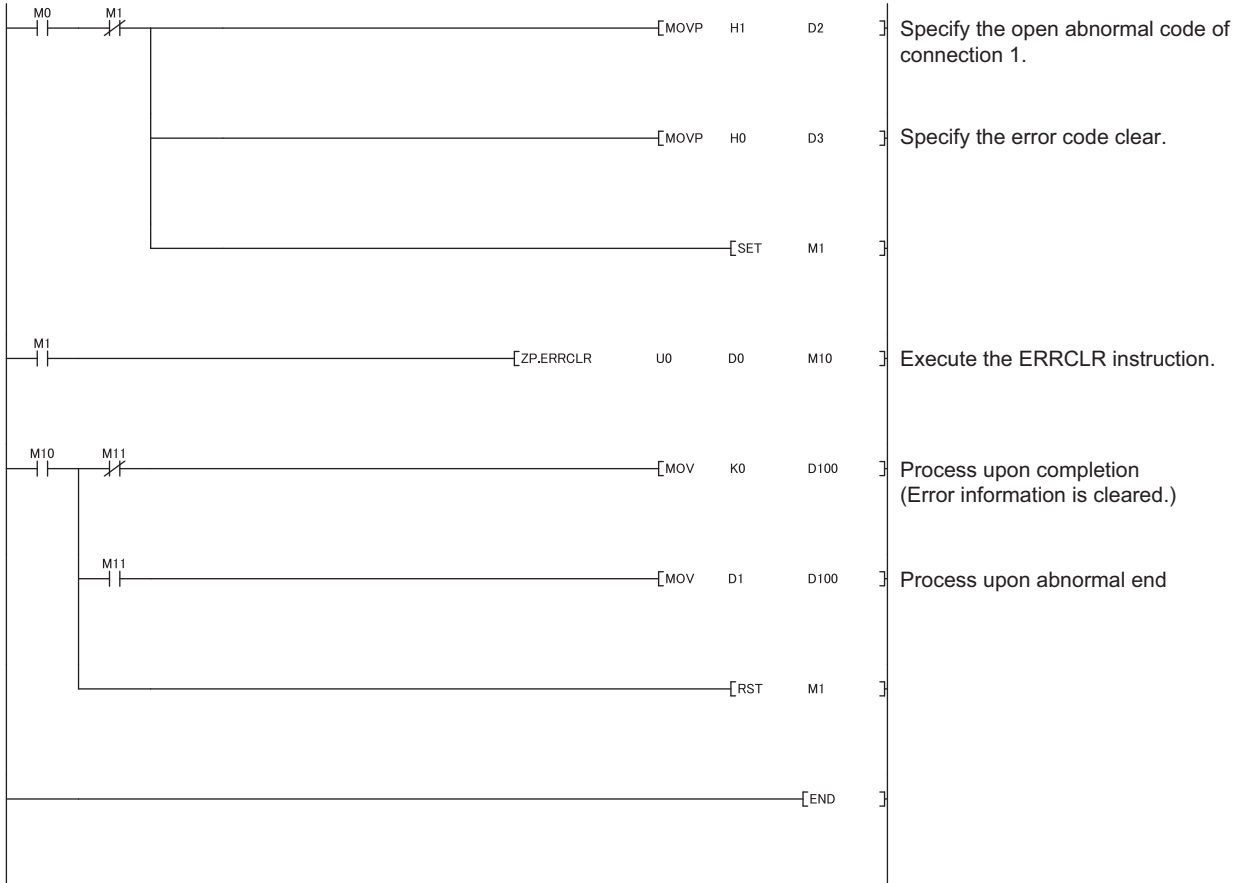 M0 M1
[MOVP H1 D2 ] Specify the open abnormal code of
connection 1.
[MOVP H0 D3 ] Specify the error code clear.
[SET M1 ]
M1
[ZP.ERRCLR U0 D0 M10 ] Execute the ERRCLR instruction.
M10 M11
[MOV K0 D100 ] Process upon completion
(Error information is cleared.)
M11
[MOV D1 D100 ] Process upon abnormal end
[RST M1 ]
[END ]